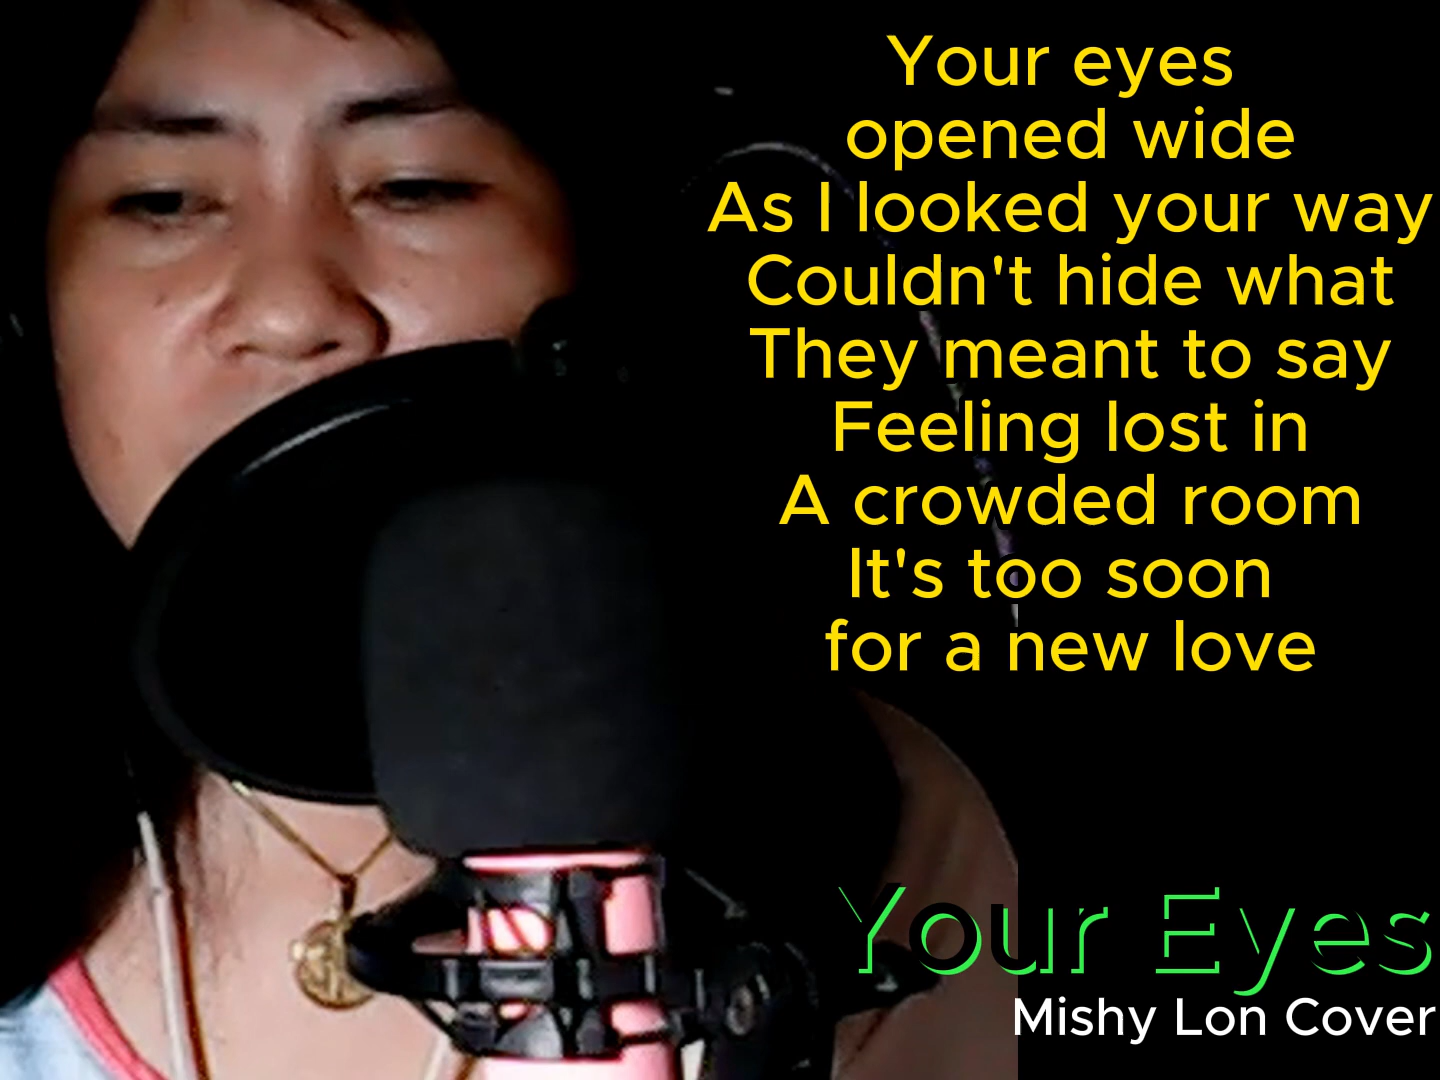 Your eyes
opened wide
As I looked your way
Couldn't hide what
They meant to say
Feeling lost in
A crowded room
It's too soon
for a new love
Your Eyes
Mishy Lon Cover